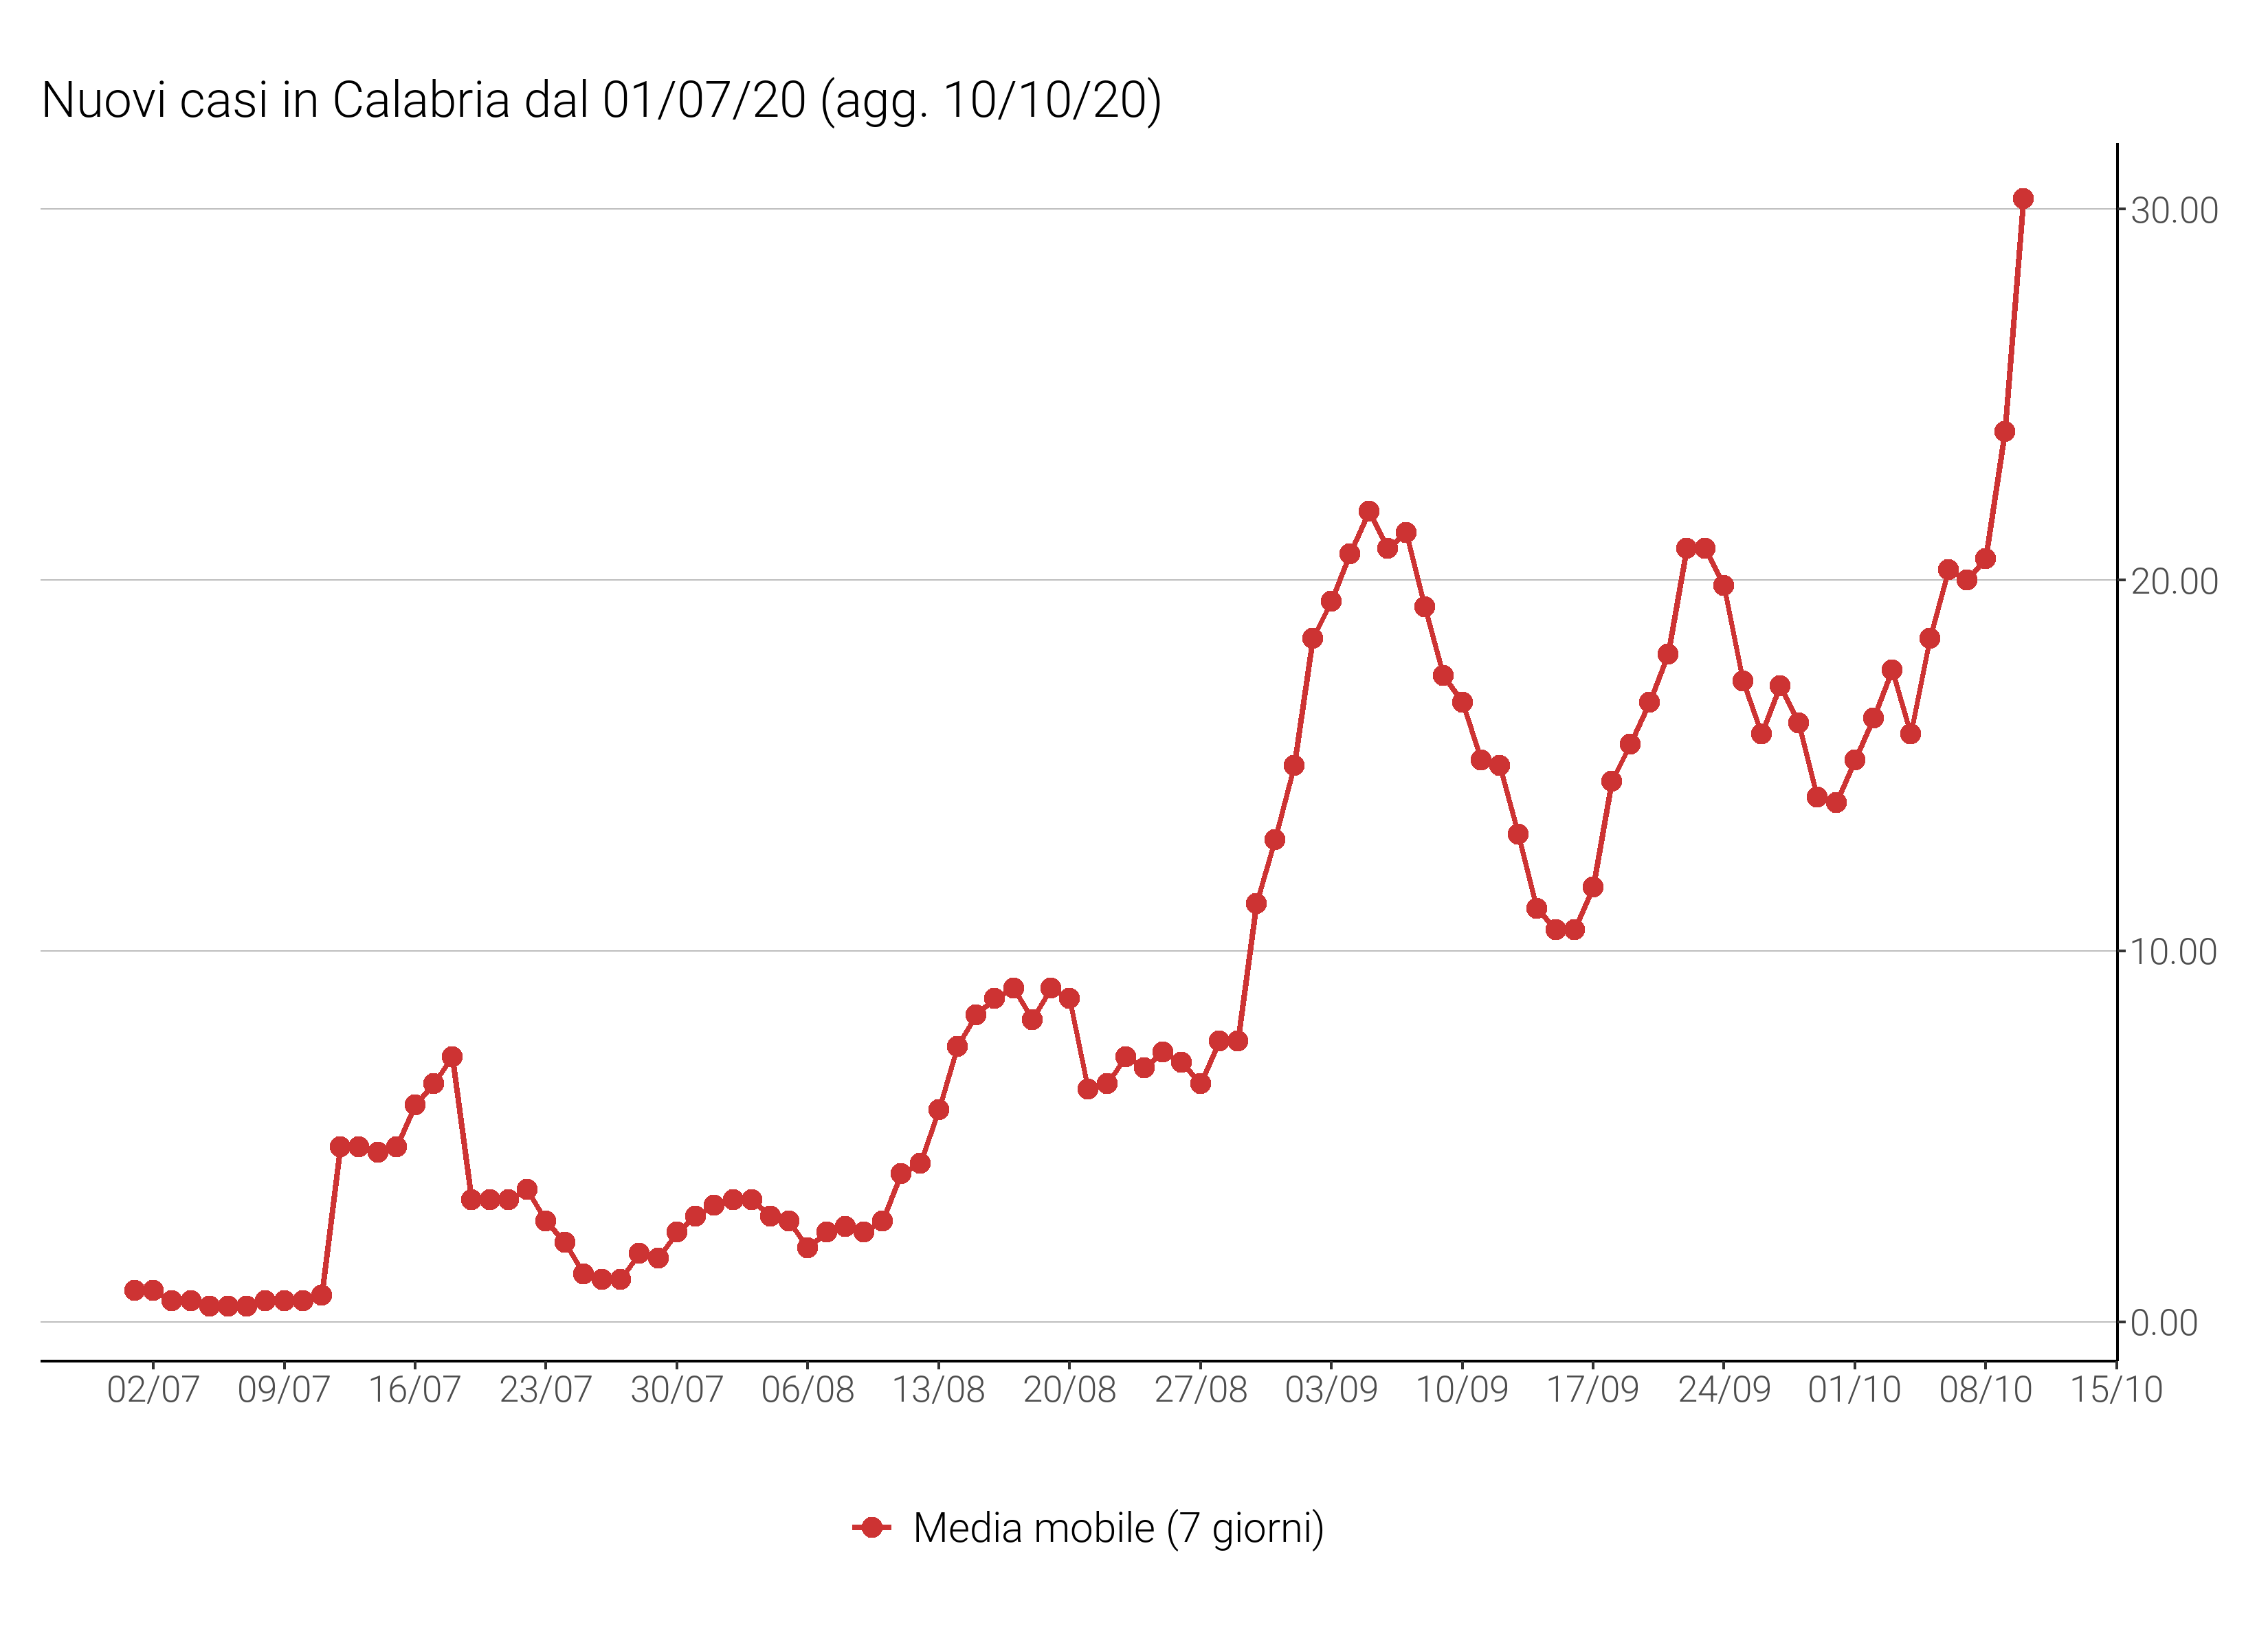 Nuovi casi in Calabria dal 01/07/20 (agg. 10/10/20)
30.00
20.00
10.00
0.00
02/07 09/07 16/07 23/07 30/07 06/08 13/08 20/08 27/08 03/09 10/09 17/09 24/09 01/10 08/10 15/10
Media mobile (7 giorni)